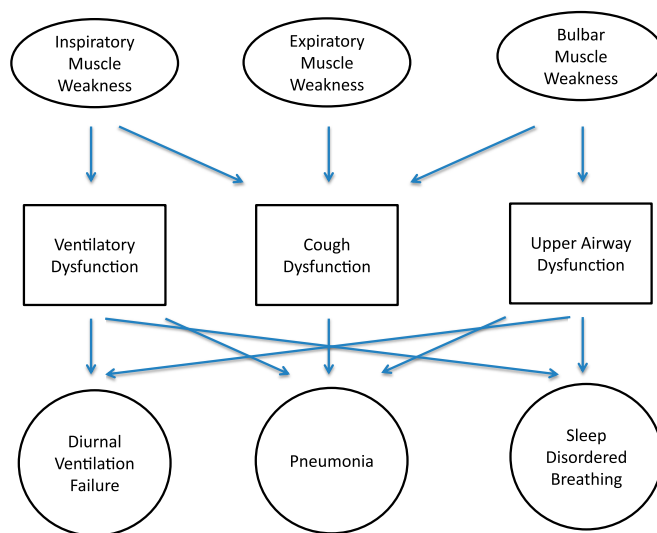 Inspiratory
Muscle
Weakness
Expiratory
Muscle
Weakness
Bulbar
Muscle
Weakness
Ventilatory
Dysfunction
Cough
Dysfunction
Upper Airway
Dysfunction
Diurnal
Ventilation
Failure
Pneumonia
Sleep
Disordered
Breathing